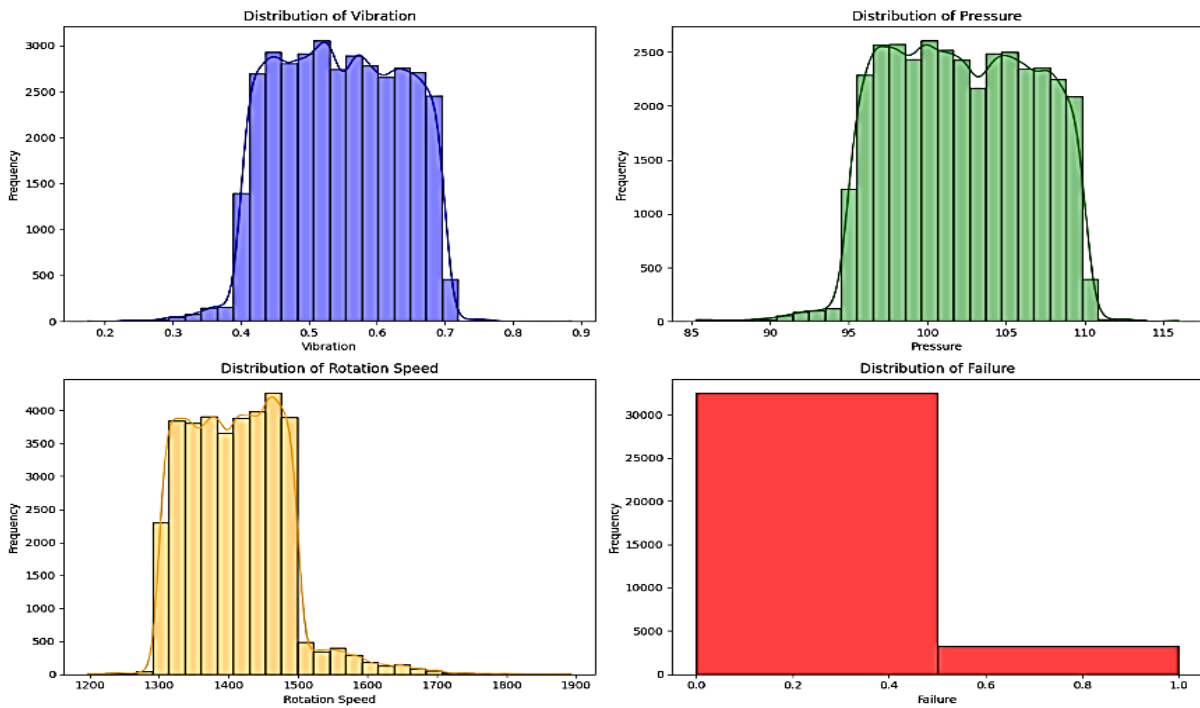 Distribution of Vibration
3000
2500
2000
1500
1000
500
0
Frequency
0.2 0.3 0.4 0.5 0.6 0.7 0.8 0.9
Vibration
Distribution of Pressure
2500
2000
1500
1000
500
0
Frequency
85 90 95 100 105 110 115
Pressure
Distribution of Rotation Speed
4000
3500
3000
2500
2000
1500
1000
500
0
Frequency
1200 1300 1400 1500 1600 1700 1800 1900
Rotation Speed
Distribution of Failure
30000
25000
20000
15000
10000
5000
0
Frequency
0.0 0.2 0.4 0.6 0.8 1.0
Failure